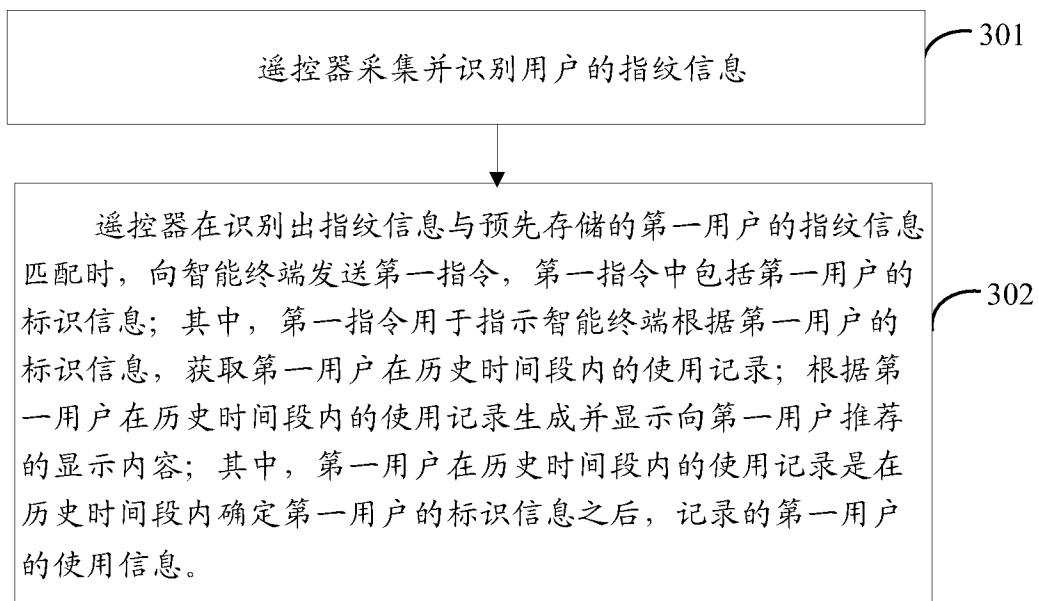 遥控器采集并识别用户的指纹信息
301
遥控器在识别出指纹信息与预先存储的第一用户的指纹信息
匹配时，向智能终端发送第一指令，第一指令中包括第一用户的
标识信息；其中，第一指令用于指示智能终端根据第一用户的
标识信息，获取第一用户在历史时间段内的使用记录；根据第
一用户在历史时间段内的使用记录生成并显示向第一用户推荐
的显示内容；其中，第一用户在历史时间段内的使用记录是在
历史时间段内确定第一用户的标识信息之后，记录的第一用户
的使用信息。
302